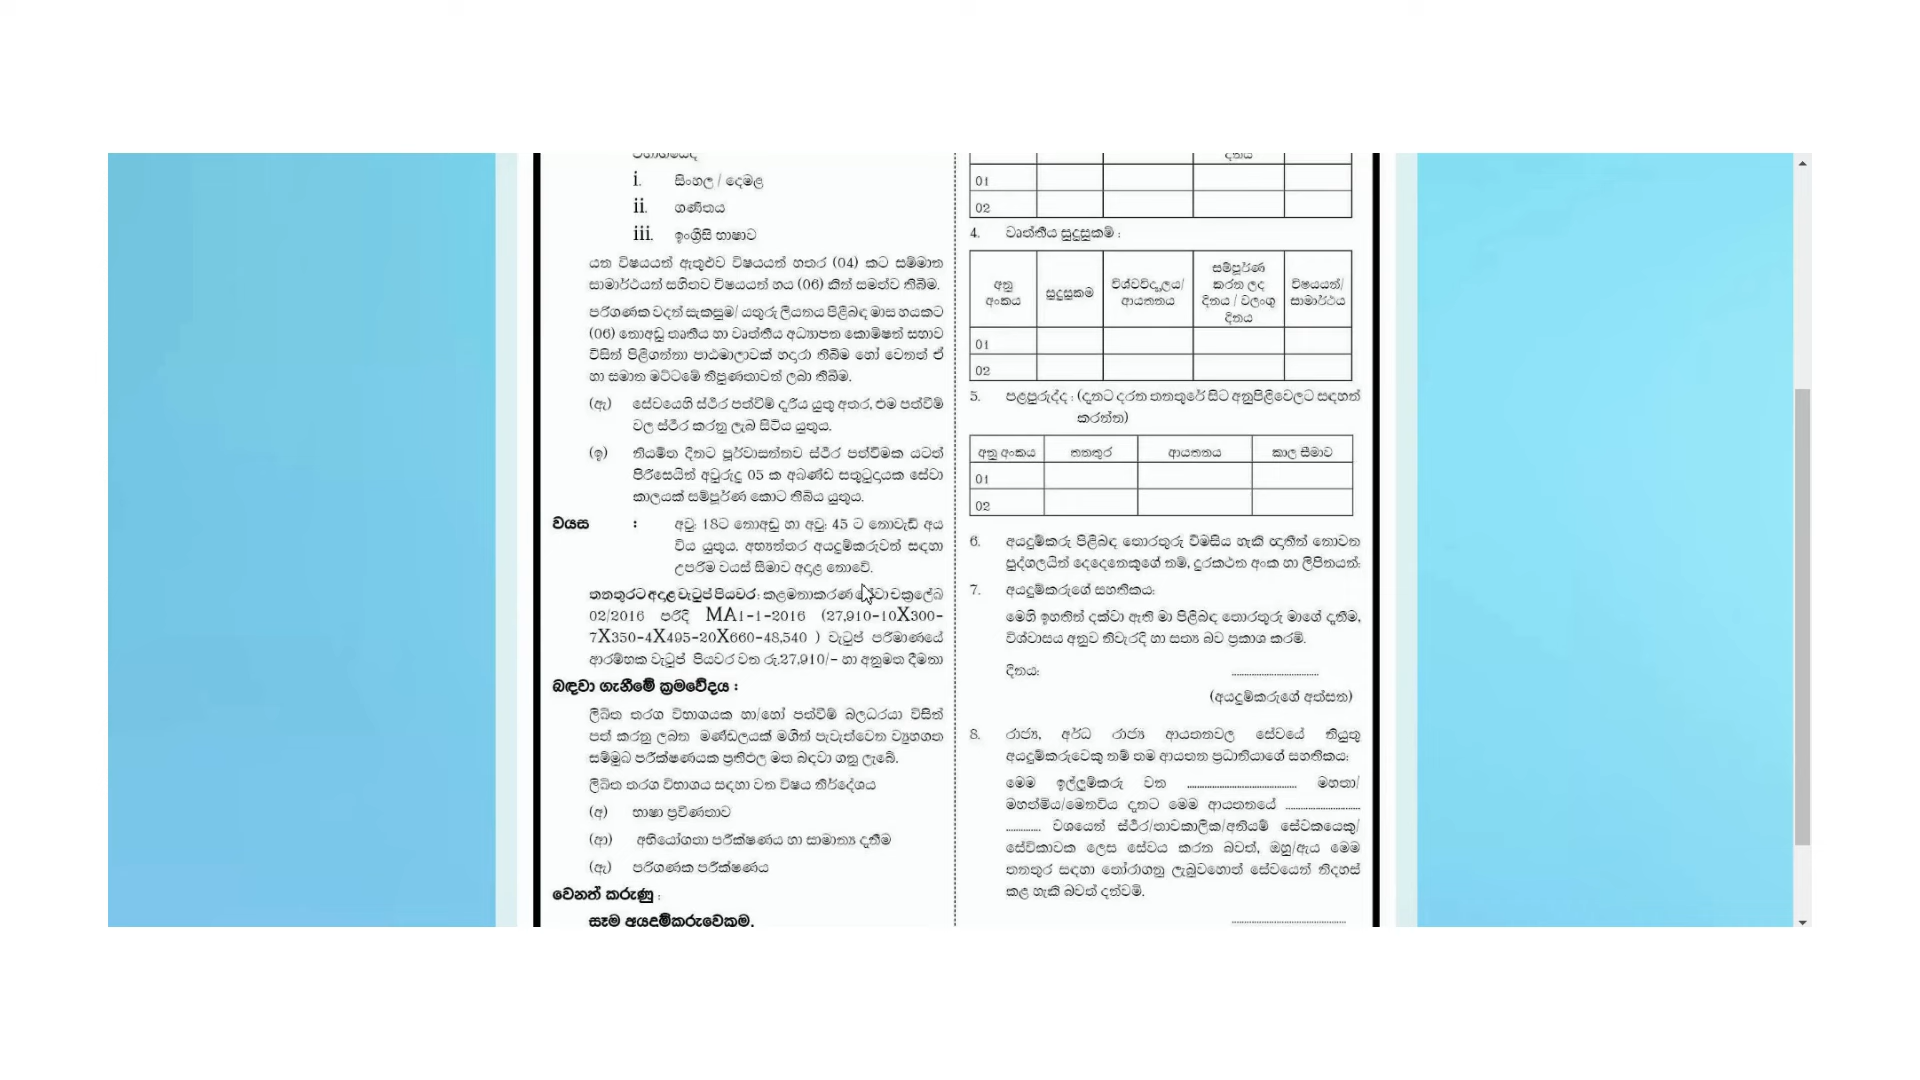 i. සිංහල / දෙමළ
ii. ගණිතය
iii. ඉංග්‍රීසි භාෂාව
යන විෂයයන් ඇතුළුව විෂයයන් හතර (04) කට සම්මාන
සාමාර්ථයන් සහිතව විෂයයන් හය (06) කින් සමත්ව තිබීම.
පරිගණක වදන් සැකසුම/ යතුරු ලියනය පිළිබඳ මාස හයකට
(06) නොඅඩු තෘතීය හා වෘත්තීය අධ්‍යාපන කොමිෂන් සභාව
විසින් පිළිගන්නා පාඨමාලාවක් හදාරා තිබීම හෝ වෙනත් ඒ
හා සමාන මට්ටමේ නිපුණතාවන් ලබා තිබීම.
(ඇ) සේවයෙහි ස්ථිර පත්වීම් දැරිය යුතු අතර, එම පත්වීම්
වල ස්ථිර කරනු ලැබ සිටිය යුතුය.
(ඉ) නියමිත දිනට පූර්වාසන්නව ස්ථිර පත්වීමක යටත්
පිරිසෙයින් අවුරුදු 05 ක අඛණ්ඩ සතුටුදායක සේවා
කාලයක් සම්පූර්ණ කොට තිබිය යුතුය.
වයස : අවු: 18ට නොඅඩු හා අවු: 45 ට නොවැඩි අය
විය යුතුය. අභ්‍යන්තර අයදුම්කරුවන් සඳහා
උපරිම වයස් සීමාව අදාළ නොවේ.
තනතුරට අදාළ වැටුප් පියවර : කළමනාකරණ සේවා චක්‍රලේඛ
02/2016 පරිදි MA1-1-2016 (27,910-10X300-
7X350-4X495-20X660-48,540 ) වැටුප් පරිමාණයේ
ආරම්භක වැටුප් පියවර වන රු.27,910/- හා අනුමත දීමනා
බඳවා ගැනීමේ ක්‍රමවේදය :
ලිඛිත තරග විභාගයක හා/හෝ පත්වීම් බලධරයා විසින්
පත් කරනු ලබන මණ්ඩලයක් මගින් පැවැත්වෙන ව්‍යුහගත
සම්මුඛ පරීක්ෂණයක ප්‍රතිඵල මත බඳවා ගනු ලැබේ.
ලිඛිත තරග විභාගය සඳහා වන විෂය නිර්දේශය
(අ) භාෂා ප්‍රවීණතාව
(ආ) අභියෝග්‍යතා පරීක්ෂණය හා සාමාන්‍ය දැනීම
(ඇ) පරිගණක පරීක්ෂණය
වෙනත් කරුණු :
සෑම අයදුම්කරුවෙකුම,
දිනය
01
02
4. වෘත්තීය සුදුසුකම් :
අනු අංකය සුදුසුකම විශ්වවිද්‍යාලය/ ආයතනය සම්පූර්ණ කරන ලද දිනය / වලංගු දිනය විෂයයන්/ සාමාර්ථය
01
02
5. පළපුරුද්ද : (දැනට දරන තනතුරේ සිට අනුපිළිවෙලට සඳහන්
කරන්න)
අනු අංකය තනතුර ආයතනය කාල සීමාව
01
02
6. අයදුම්කරු පිළිබඳ තොරතුරු විමසිය හැකි ඥාතීන් නොවන
පුද්ගලයින් දෙදෙනෙකුගේ නම්, දුරකථන අංක හා ලිපිනයන්:
7. අයදුම්කරුගේ සහතිකය:
මෙහි ඉහතින් දක්වා ඇති මා පිළිබඳ තොරතුරු මාගේ දැනීම,
විශ්වාසය අනුව නිවැරදි හා සත්‍ය බව ප්‍රකාශ කරමි.
දිනය: ..............................
(අයදුම්කරුගේ අත්සන)
8. රාජ්‍ය, අර්ධ රාජ්‍ය ආයතනවල සේවයේ නියුතු
අයදුම්කරුවෙකු නම් තම ආයතන ප්‍රධානියාගේ සහතිකය:
මෙම ඉල්ලුම්කරු වන ...................................... මහතා/
මහත්මිය/මෙනවිය දැනට මෙම ආයතනයේ ..........................
............ වශයෙන් ස්ථිර/තාවකාලික/අනියම් සේවකයෙකු/
සේවිකාවක ලෙස සේවය කරන බවත්, ඔහු/ඇය මෙම
තනතුර සඳහා තෝරාගනු ලැබුවහොත් සේවයෙන් නිදහස්
කළ හැකි බවත් දන්වමි.
........................................